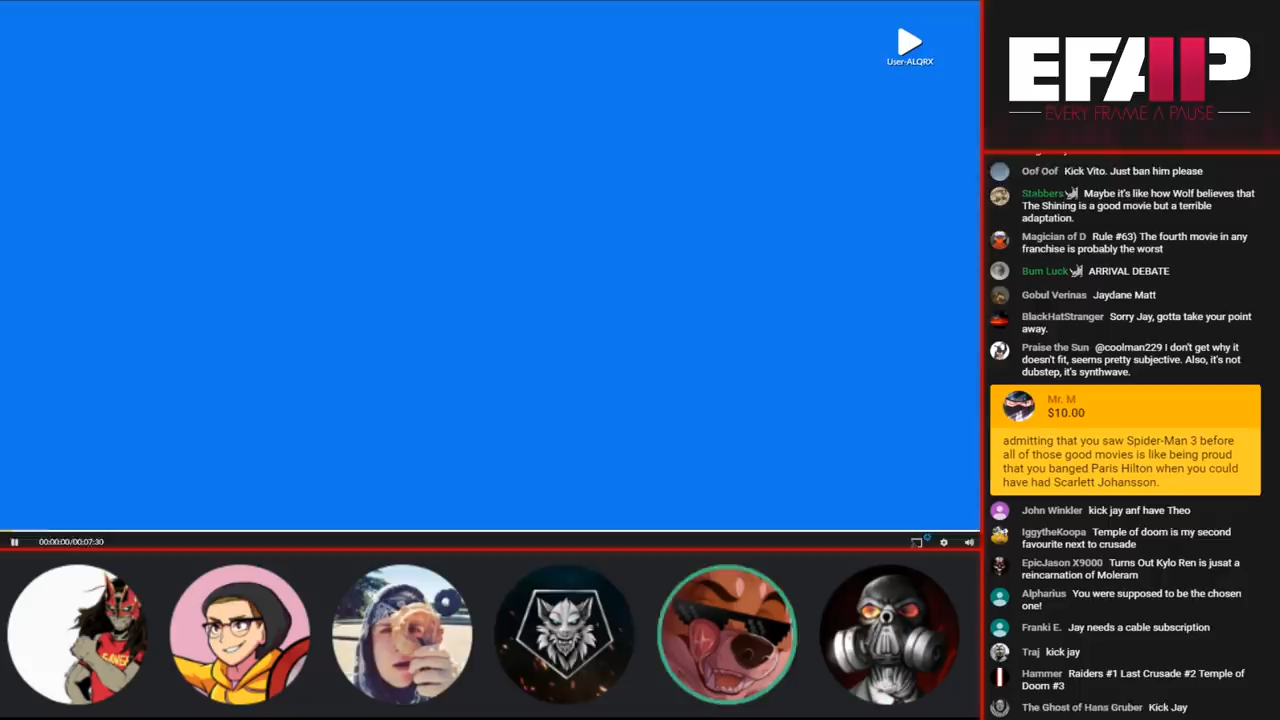 User-ALQRX
00:00:00/00:07:30
EFAP
EVERY FRAME A PAUSE
Oof Oof Kick Vito. Just ban him please
Stabbers Maybe it's like how Wolf believes that
The Shining is a good movie but a terrible
adaptation.
Magician of D Rule #63) The fourth movie in any
franchise is probably the worst
Bum Luck ARRIVAL DEBATE
Gobul Verinas Jaydane Matt
BlackHatStranger Sorry Jay, gotta take your point
away.
Praise the Sun @coolman229 I don't get why it
doesn't fit, seems pretty subjective. Also, it's not
dubstep, it's synthwave.
Mr. M
$10.00
admitting that you saw Spider-Man 3 before
all of those good movies is like being proud
that you banged Paris Hilton when you could
have had Scarlett Johansson.
John Winkler kick jay anf have Theo
IggytheKoopa Temple of doom is my second
favourite next to crusade
EpicJason X9000 Turns Out Kylo Ren is jusat a
reincarnation of Moleram
Alpharius You were supposed to be the chosen
one!
Franki E. Jay needs a cable subscription
Traj kick jay
Hammer Raiders #1 Last Crusade #2 Temple of
Doom #3
The Ghost of Hans Gruber Kick Jay